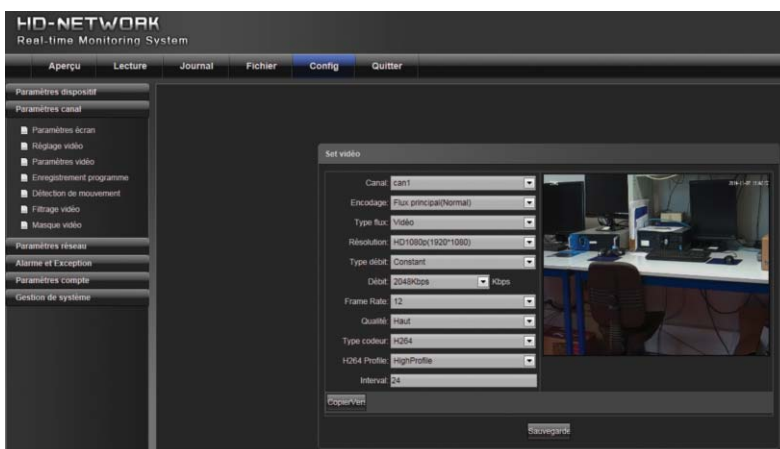 HD-NETWORK
Real-time Monitoring System
Aperçu Lecture Journal Fichier Config Quitter
Paramètres dispositif
Paramètres canal
Paramètres écran
Réglage vidéo
Paramètres vidéo
Enregistrement programme
Détection de mouvement
Filtrage vidéo
Masque vidéo
Paramètres réseau
Alarme et Exception
Paramètres compte
Gestion de système
Set vidéo
Canal: can1
Encodage: Flux principal(Normal)
Type flux: Vidéo
Résolution: HD1080p(1920*1080)
Type débit: Constant
Débit: 2048Kbps Kbps
Frame Rate: 12
Qualité: Haut
Type codeur: H264
H264 Profile: HighProfile
Interval: 24
CopierVeri
Sauvegarde